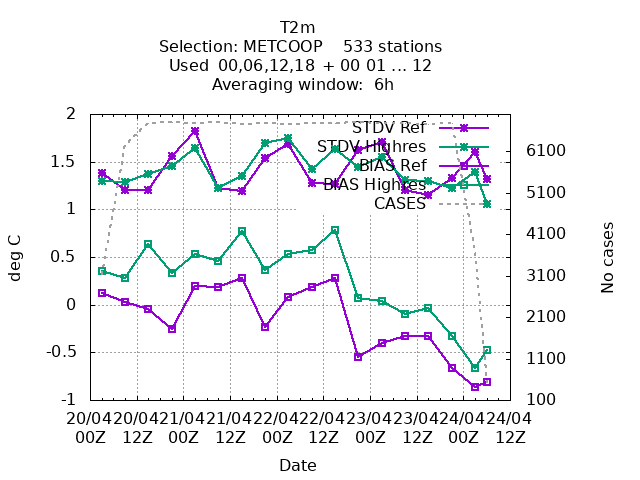 T2m
Selection: METCOOP    533 stations
Used  00,06,12,18 + 00 01 ... 12
Averaging window:  6h
2
1.5
1
0.5
0
-0.5
-1
deg C
STDV Ref
STDV Highres
BIAS Ref
BIAS Highres
CASES
6100
5100
4100
3100
2100
1100
100
No cases
20/04 20/04 21/04 21/04 22/04 22/04 23/04 23/04 24/04 24/04
00Z 12Z 00Z 12Z 00Z 12Z 00Z 12Z 00Z 12Z
Date